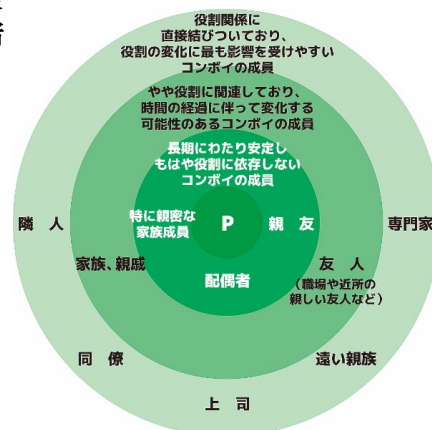 者
役割関係に
直接結びついており、
役割の変化に最も影響を受けやすい
コンボイの成員
やや役割に関連しており、
時間の経過に伴って変化する
可能性のあるコンボイの成員
長期にわたり安定し
もはや役割に依存しない
コンボイの成員
特に親密な
家族成員
P
親 友
配偶者
隣 人
専門家
家族、親戚
友 人
(職場や近所の
親しい友人など)
同 僚
遠い親族
上 司